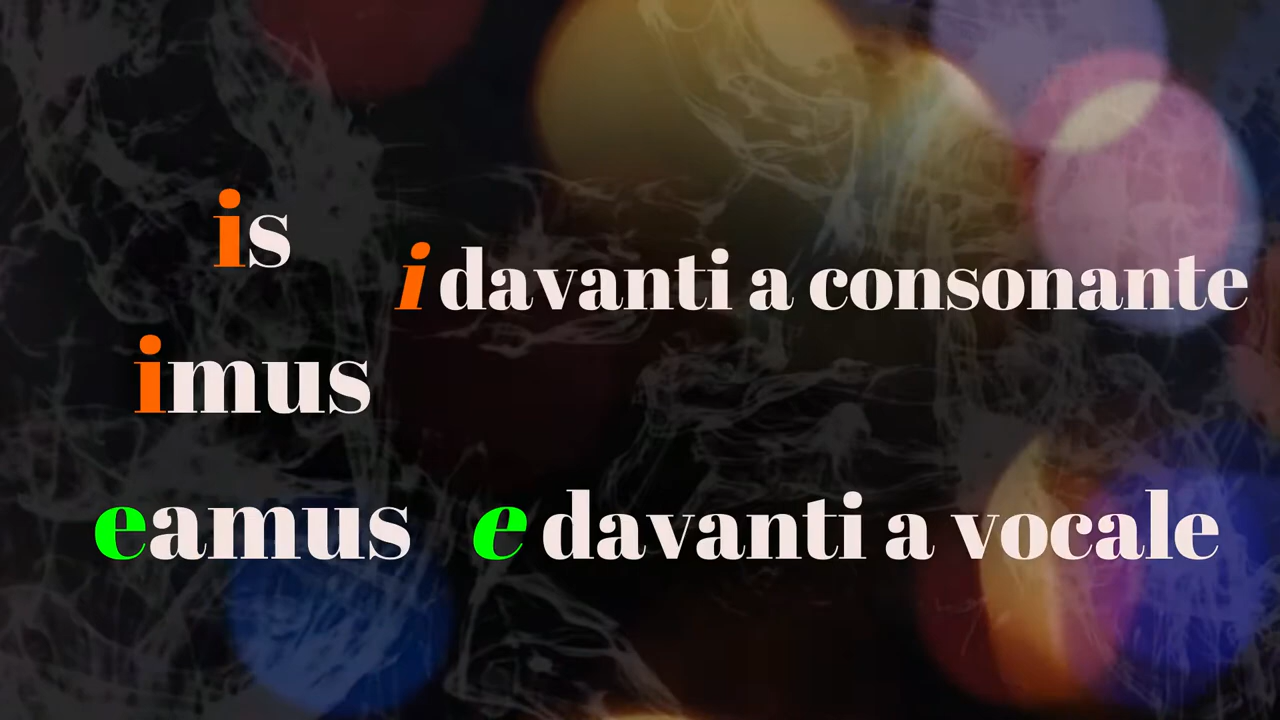 is
i davanti a consonante
imus
eamus e davanti a vocale